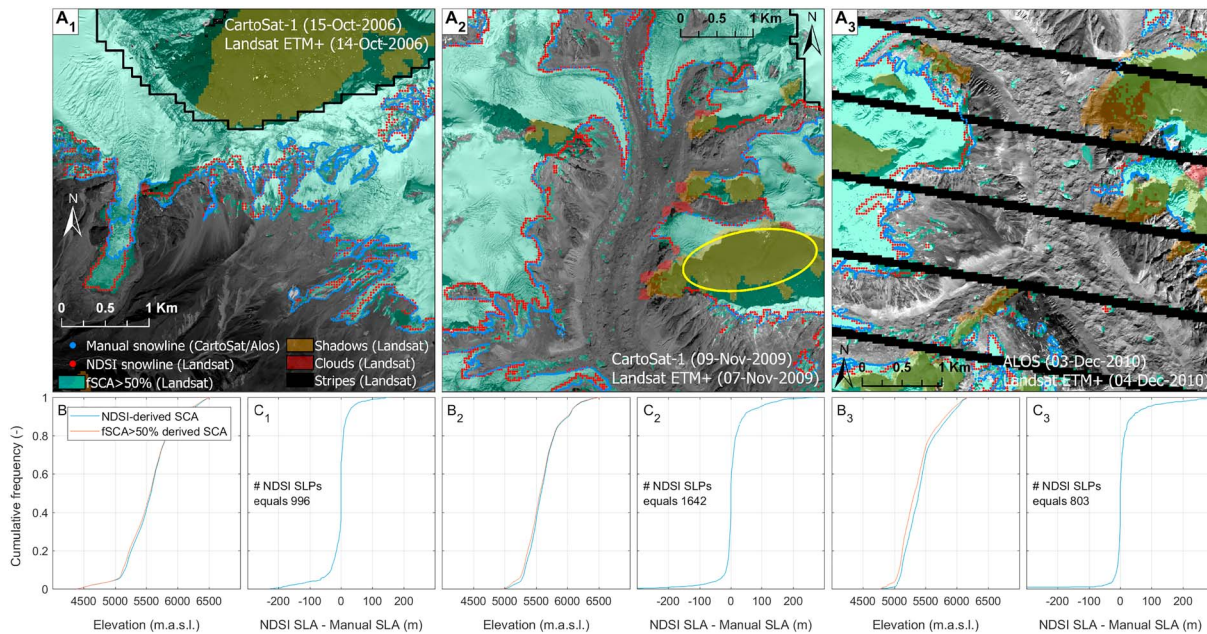 A1
CartoSat-1 (15-Oct-2006)
Landsat ETM+ (14-Oct-2006)
N
0 0.5 1 Km
Manual snowline (CartoSat/Alos)
NDSI snowline (Landsat)
fSCA>50% (Landsat)
Shadows (Landsat)
Clouds (Landsat)
Stripes (Landsat)
A2
0 0.5 1 Km
N
CartoSat-1 (09-Nov-2009)
Landsat ETM+ (07-Nov-2009)
A3
N
0 0.5 1 Km
ALOS (03-Dec-2010)
Landsat ETM+ (04-Dec-2010)
Cumulative frequency (-)
1
0.8
0.6
0.4
0.2
0
B
NDSI-derived SCA
fSCA>50% derived SCA
4500 5000 5500 6000 6500
Elevation (m.a.s.l.)
C1
# NDSI SLPs
equals 996
-200 0 200
NDSI SLA - Manual SLA (m)
B2
4500 5000 5500 6000 6500
Elevation (m.a.s.l.)
C2
# NDSI SLPs
equals 1642
-200 0 200
NDSI SLA - Manual SLA (m)
B3
4500 5000 5500 6000 6500
Elevation (m.a.s.l.)
C3
# NDSI SLPs
equals 803
-200 0 200
NDSI SLA - Manual SLA (m)